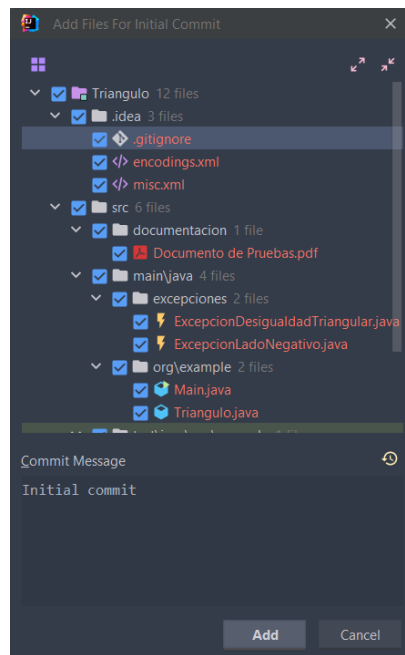 Add Files For Initial Commit
Triangulo 12 files
.idea 3 files
.gitignore
encodings.xml
misc.xml
src 6 files
documentacion 1 file
Documento de Pruebas.pdf
main\java 4 files
excepciones 2 files
ExcepcionDesigualdadTriangular.java
ExcepcionLadoNegativo.java
org\example 2 files
Main.java
Triangulo.java
Commit Message
Initial commit
Add
Cancel